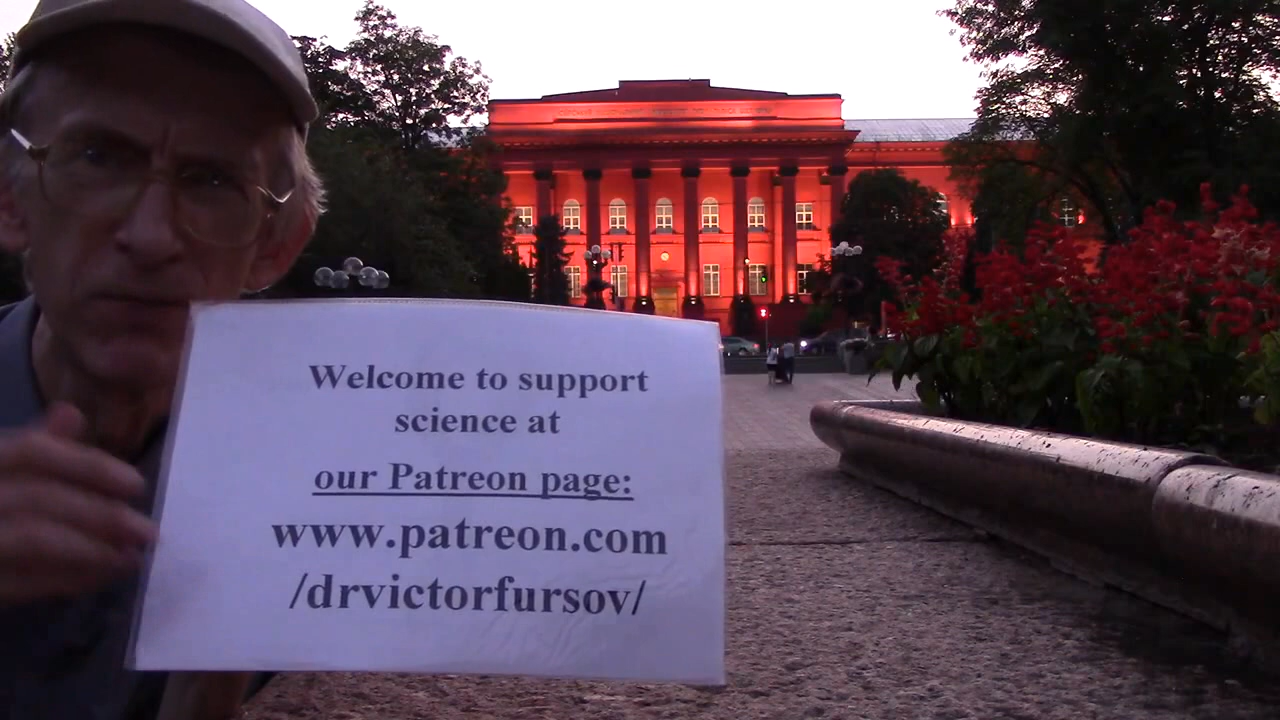 Welcome to support
science at
our Patreon page:
www.patreon.com
/drvictorfursov/